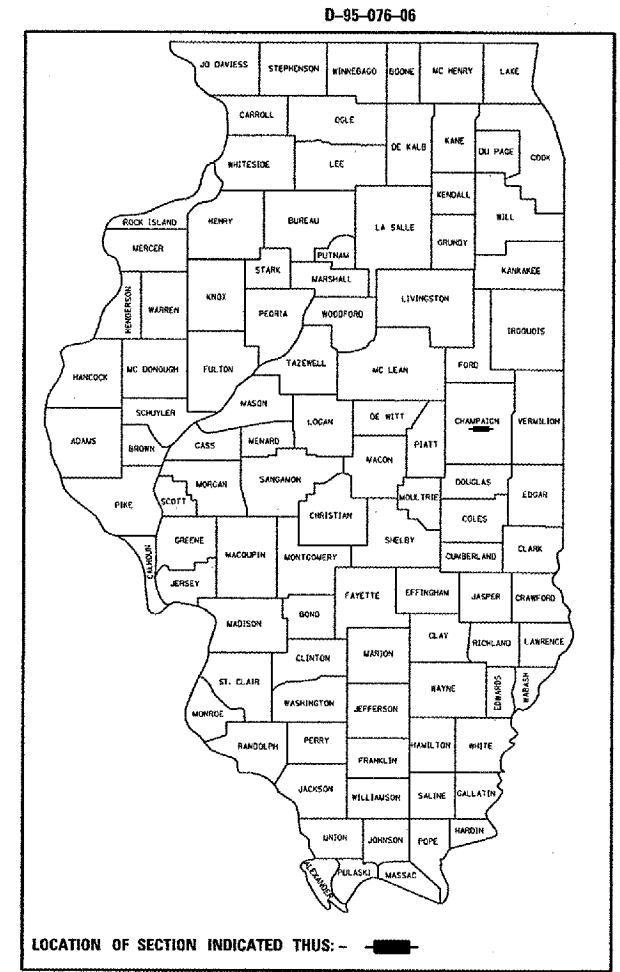 D-95-076-06
JO DAVIESS STEPHENSON WINNEBAGO BOONE MC HENRY LAKE
CARROLL OGLE DE KALB KANE DU PAGE COOK
WHITESIDE LEE KENDALL WILL
ROCK ISLAND HENRY BUREAU LA SALLE GRUNDY
MERCER PUTNAM KANKAKEE
STARK MARSHALL
HENDERSON WARREN KNOX PEORIA WOODFORD LIVINGSTON IROQUOIS
HANCOCK MC DONOUGH FULTON TAZEWELL MC LEAN FORD
MASON
SCHUYLER LOGAN DE WITT CHAMPAIGN VERMILION
ADAMS BROWN CASS MENARD MACON PIATT
MORGAN SANGAMON DOUGLAS EDGAR
PIKE SCOTT CHRISTIAN MOULTRIE COLES
GREENE MACOUPIN MONTGOMERY SHELBY CUMBERLAND CLARK
CALHOUN JERSEY FAYETTE EFFINGHAM JASPER CRAWFORD
MADISON BOND
CLAY RICHLAND LAWRENCE
CLINTON MARION
ST. CLAIR WAYNE EDWARDS WABASH
MONROE WASHINGTON JEFFERSON
RANDOLPH PERRY FRANKLIN HAMILTON WHITE
JACKSON WILLIAMSON SALINE GALLATIN
UNION JOHNSON POPE HARDIN
ALEXANDER PULASKI MASSAC
LOCATION OF SECTION INDICATED THUS:-